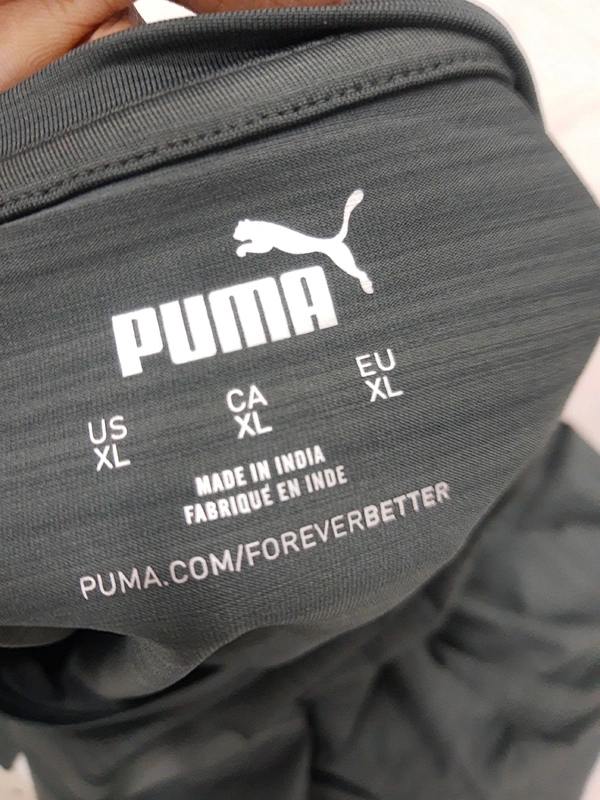 PUMA
US CA EU
XL XL XL
MADE IN INDIA
FABRIQUÉ EN INDE
PUMA.COM/FOREVERBETTER